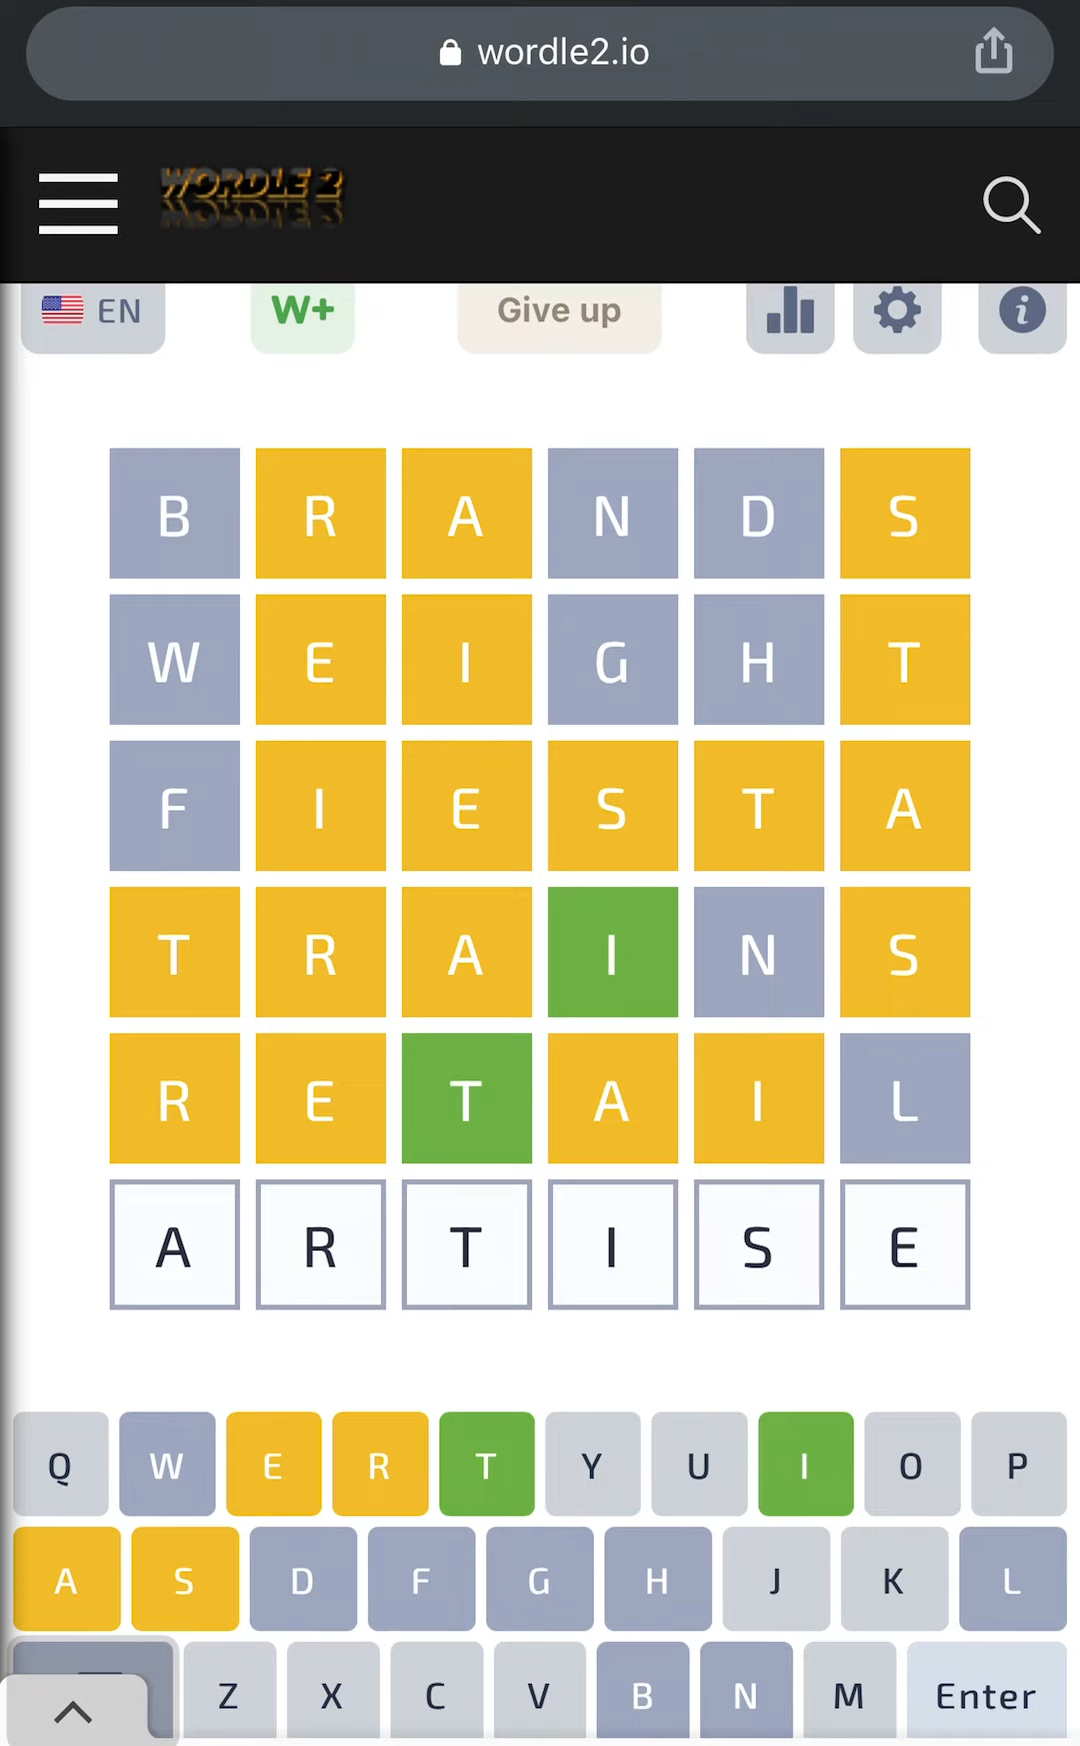 wordle2.io
WORDLE 2
EN W+ Give up
B R A N D S
W E I G H T
F I E S T A
T R A I N S
R E T A I L
A R T I S E
Q W E R T Y U I O P
A S D F G H J K L
Z X C V B N M Enter